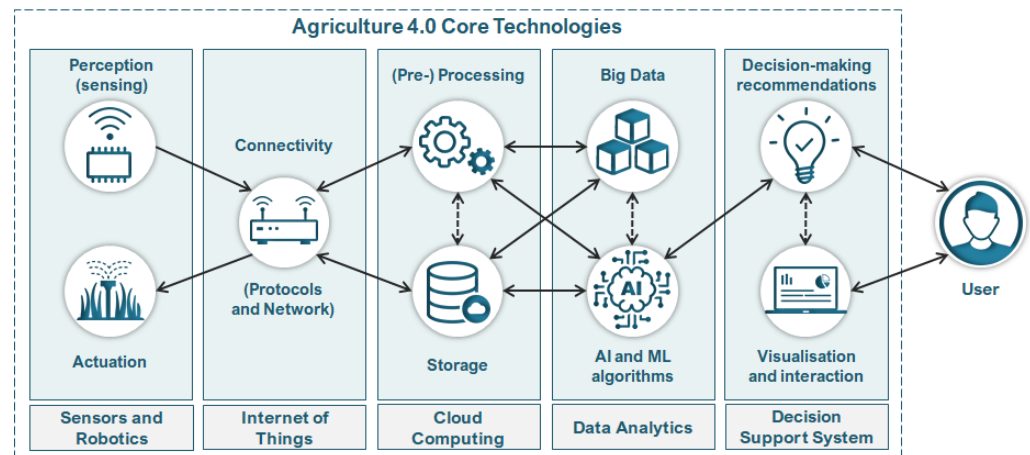 Agriculture 4.0 Core Technologies
Perception
(sensing)
Actuation
Sensors and
Robotics
Connectivity
(Protocols
and Network)
Internet of
Things
(Pre-) Processing
Storage
Cloud
Computing
Big Data
AI
AI and ML
algorithms
Data Analytics
Decision-making
recommendations
Visualisation
and interaction
Decision
Support System
User